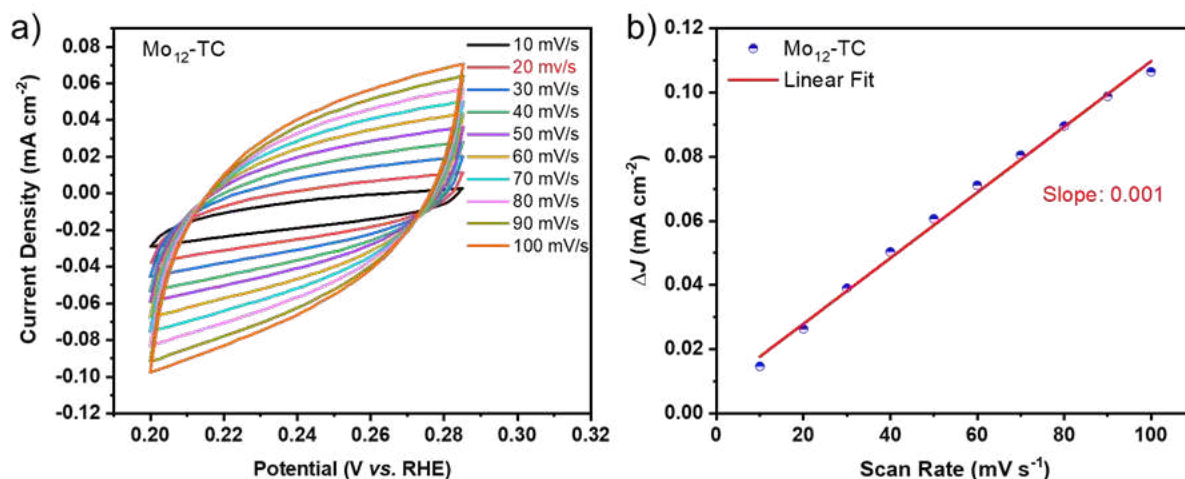 a)
Mo₁₂-TC
10 mV/s
20 mv/s
30 mV/s
40 mV/s
50 mV/s
60 mV/s
70 mV/s
80 mV/s
90 mV/s
100 mV/s
0.08
0.06
0.04
0.02
0.00
-0.02
-0.04
-0.06
-0.08
-0.10
-0.12
Current Density (mA cm⁻²)
0.20 0.22 0.24 0.26 0.28 0.30 0.32
Potential (V vs. RHE)
b)
Mo₁₂-TC
Linear Fit
Slope: 0.001
0.12
0.10
0.08
0.06
0.04
0.02
0.00
ΔJ (mA cm⁻²)
0 20 40 60 80 100
Scan Rate (mV s⁻¹)